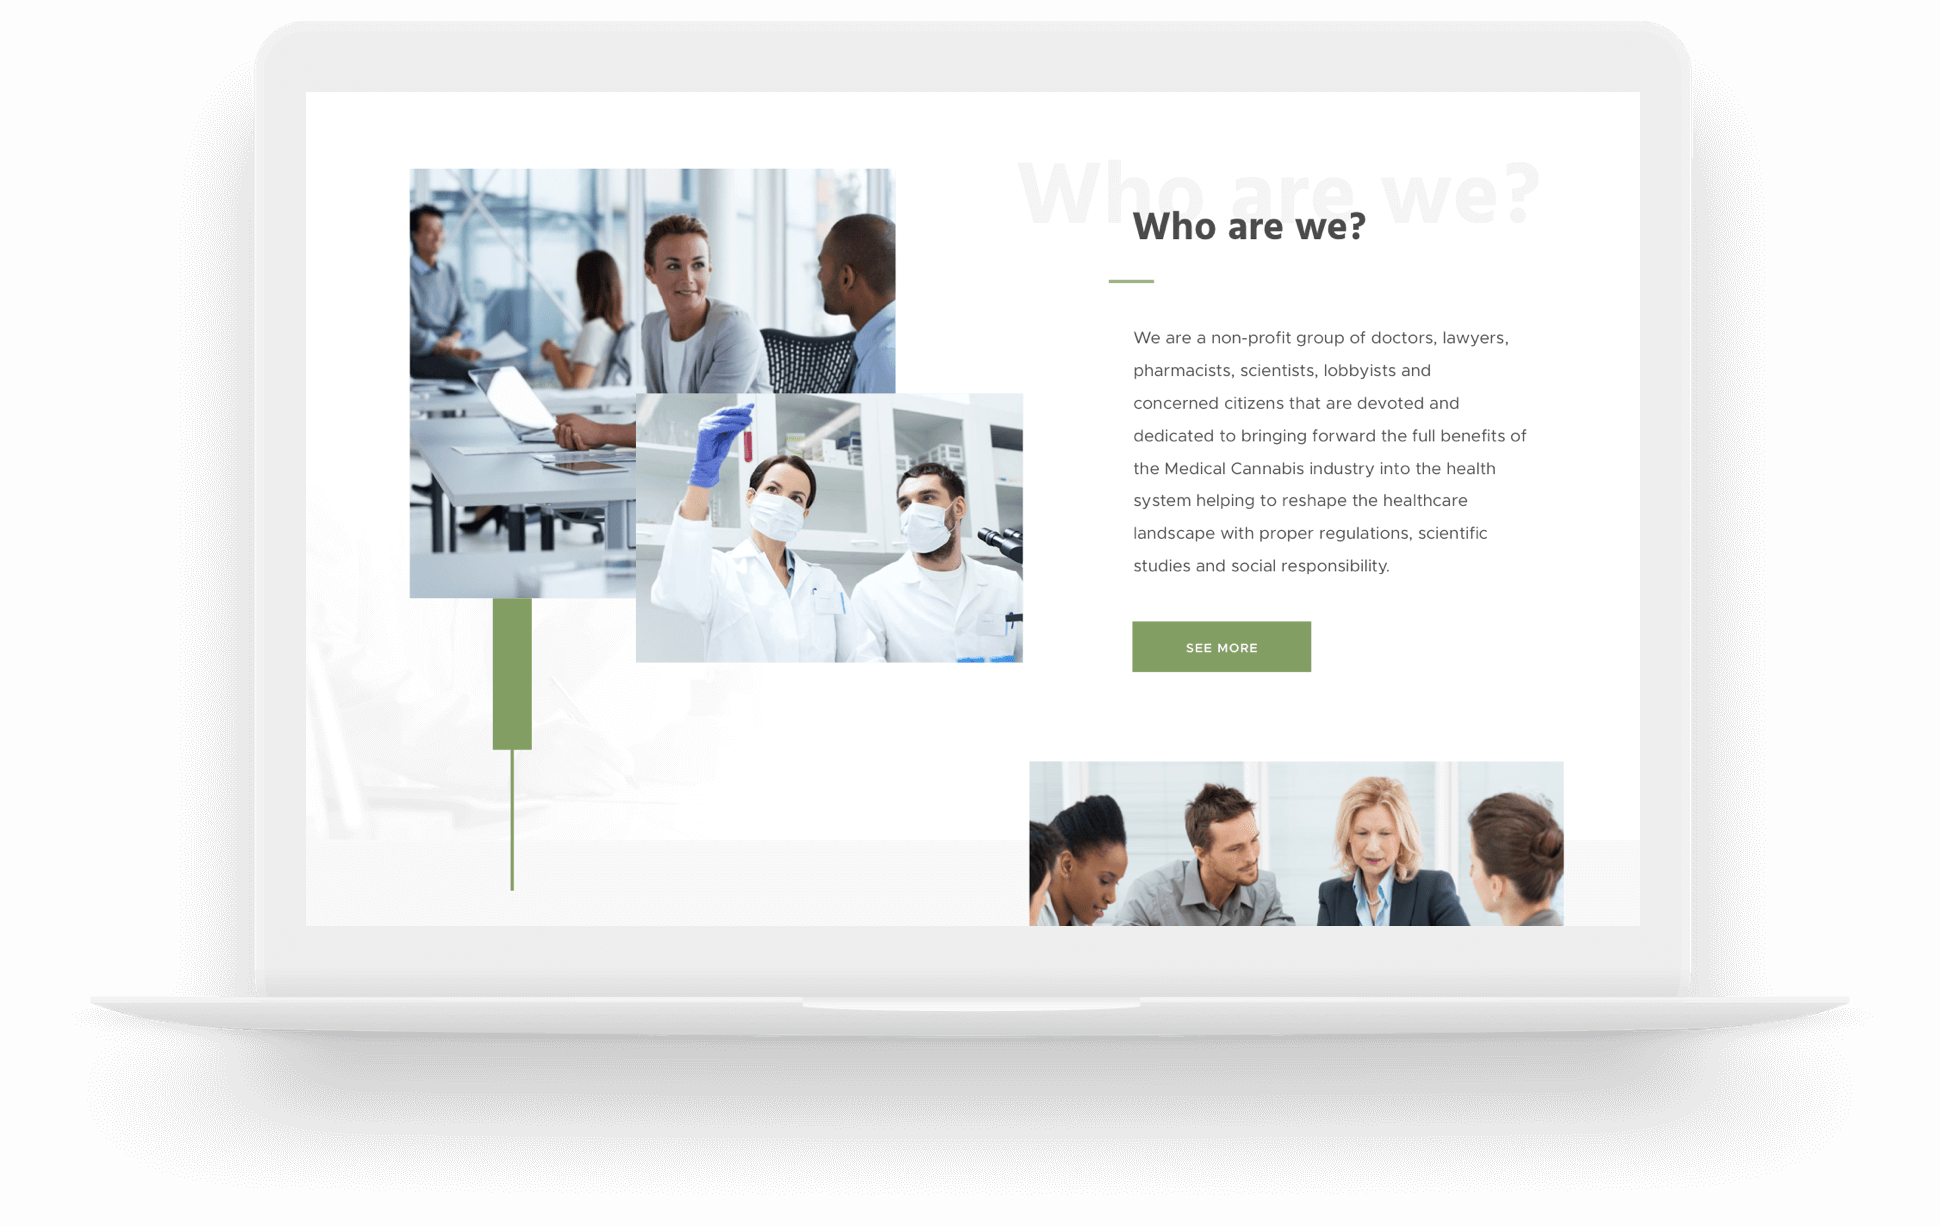 Who are we?
Who are we?
We are a non-profit group of doctors, lawyers,
pharmacists, scientists, lobbyists and
concerned citizens that are devoted and
dedicated to bringing forward the full benefits of
the Medical Cannabis industry into the health
system helping to reshape the healthcare
landscape with proper regulations, scientific
studies and social responsibility.
SEE MORE